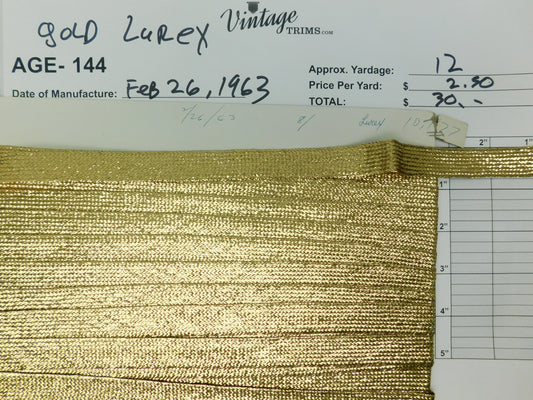 Vintage
TRIMS.COM
gold Lurex
AGE- 144
Date of Manufacture: Feb 26, 1963
Approx. Yardage: 12
Price Per Yard: $ 2.50
TOTAL: $ 30.-
2/26/63 8/ Lurex
2" 1"
1"
2"
3"
4"
5"